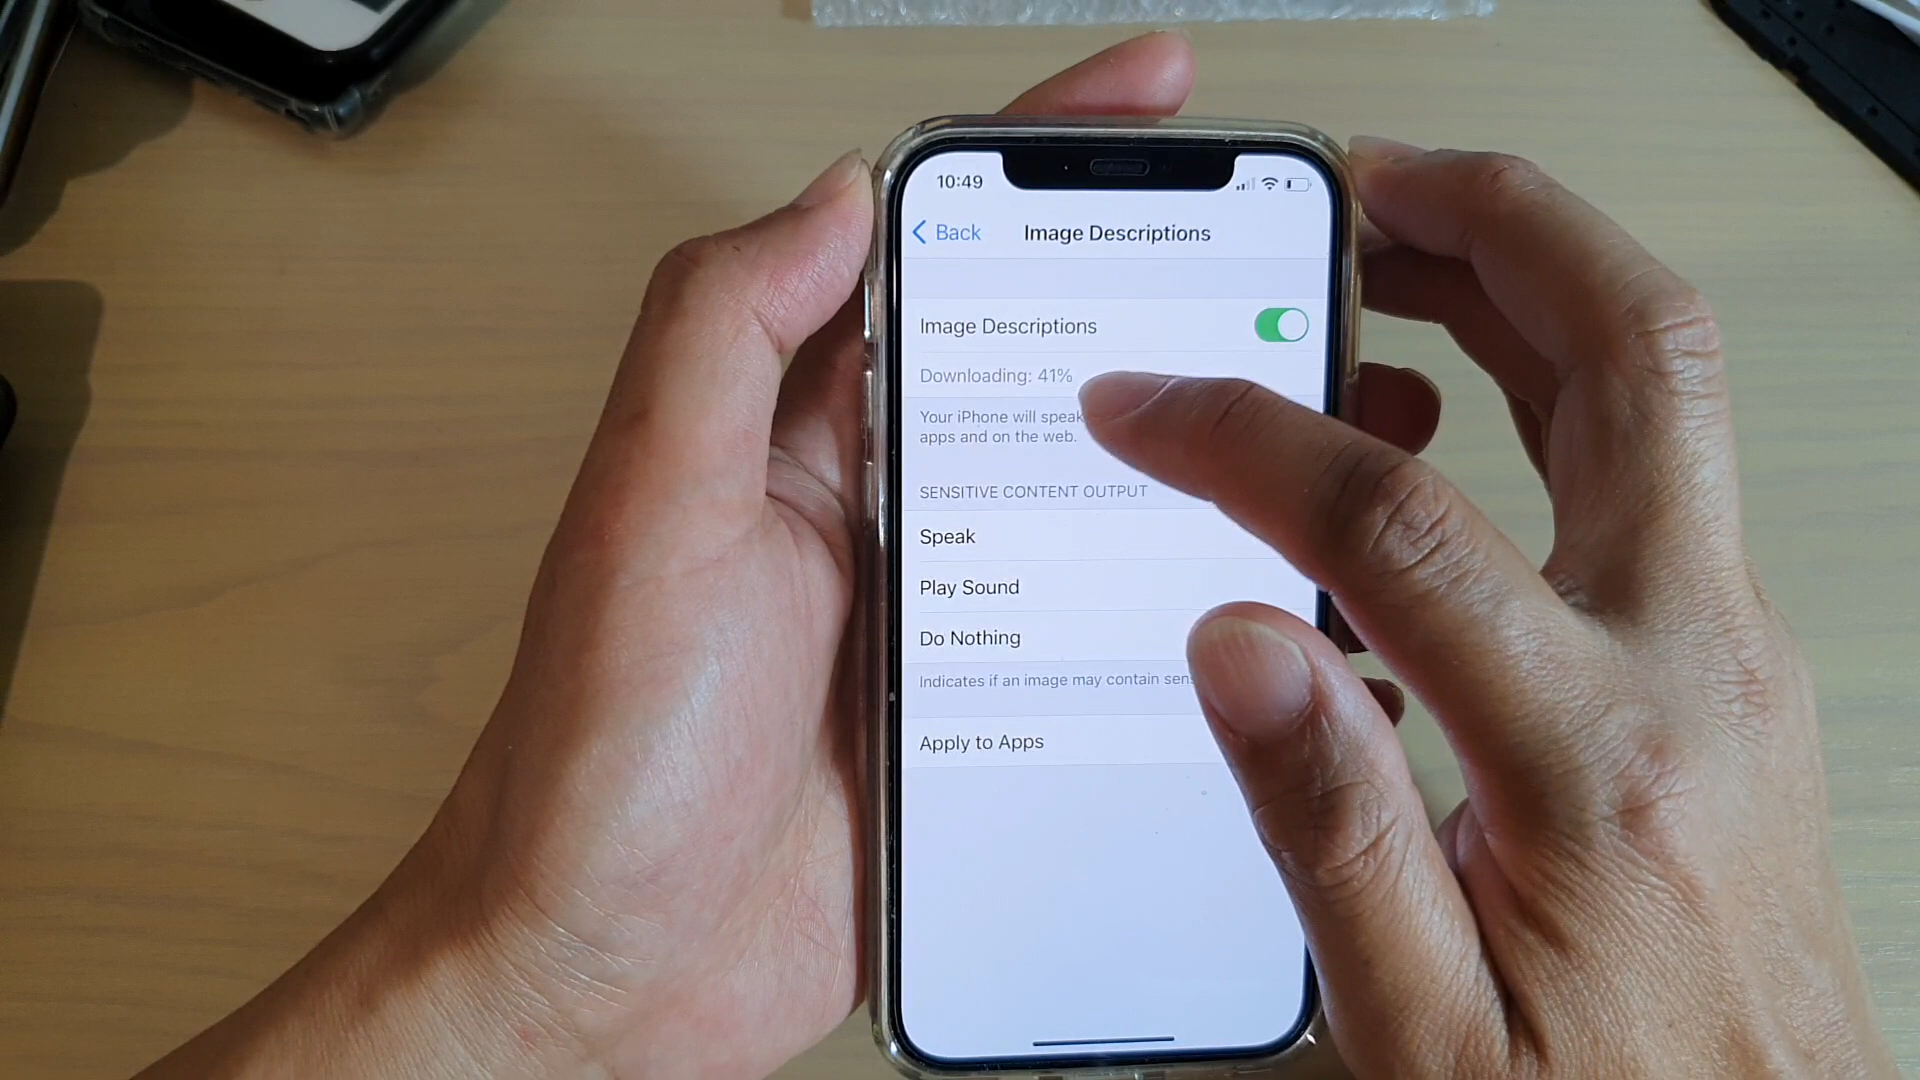 10:49
Back
Image Descriptions
Image Descriptions
Downloading: 41%
Your iPhone will speak
apps and on the web.
SENSITIVE CONTENT OUTPUT
Speak
Play Sound
Do Nothing
Indicates if an image may contain
Apply to Apps